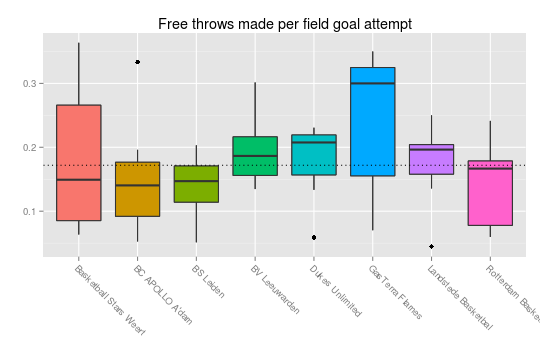 Free throws made per field goal attempt
0.3
0.2
0.1
Basketball Stars Weert
BC APOLLO A'dam
BS Leiden
BV Leeuwarden
Dukes Unlimited
GasTerra Flames
Landstede Basketbal
Rotterdam